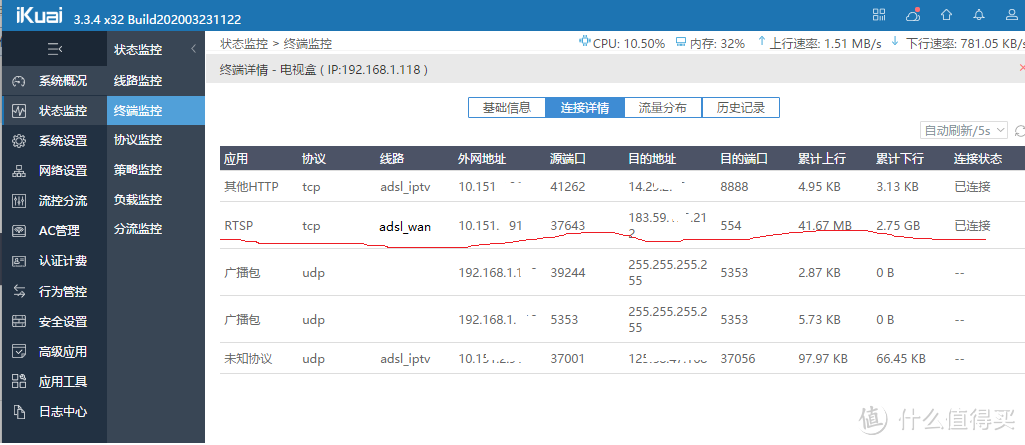 iKuai 3.3.4 x32 Build202003231122
状态监控 > 终端监控 CPU: 10.50% 内存: 32% 上行速率: 1.51 MB/s 下行速率: 781.05 KB/s
终端详情 - 电视盒 ( IP:192.168.1.118 )
系统概况
状态监控
系统设置
网络设置
流控分流
AC管理
认证计费
行为管控
安全设置
高级应用
应用工具
日志中心
状态监控
线路监控
终端监控
协议监控
策略监控
负载监控
分流监控
基础信息 连接详情 流量分布 历史记录
自动刷新/5s
应用 协议 线路 外网地址 源端口 目的地址 目的端口 累计上行 累计下行 连接状态
其他HTTP tcp adsl_iptv 10.151 41262 8888 4.95 KB 3.13 KB 已连接
RTSP tcp adsl_wan 10.151. 91 37643 183.59. .212 554 41.67 MB 2.75 GB 已连接
广播包 udp 192.168.1. 39244 255.255.255.255 5353 2.87 KB 0 B --
广播包 udp 192.168.1. 5353 255.255.255.255 5353 5.73 KB 0 B --
未知协议 udp adsl_iptv 37001 37056 97.97 KB 66.45 KB --
值 什么值得买